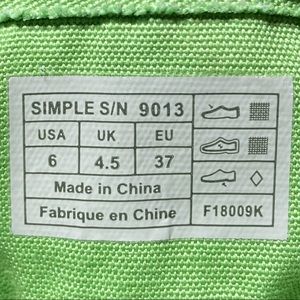 SIMPLE S/N 9013
USA UK EU
6 4.5 37
Made in China
Fabrique en Chine
F18009K